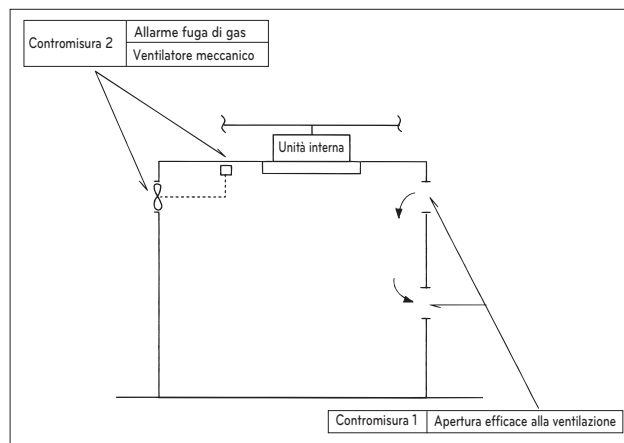 Contromisura 2
Allarme fuga di gas
Ventilatore meccanico
Unità interna
Contromisura 1
Apertura efficace alla ventilazione